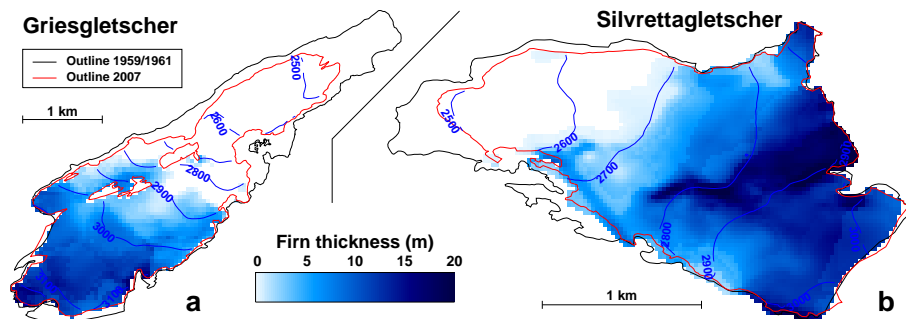 Griesgletscher
Outline 1959/1961
Outline 2007
1 km
2500
2600
2800
2900
3000
3100
a
Firn thickness (m)
0 5 10 15 20
Silvrettagletscher
2500
2600
2700
2800
2900
1 km
b